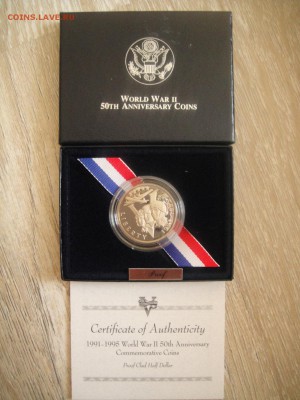 COINS.LAVE.RU
WORLD WAR II
50TH ANNIVERSARY COINS
LIBERTY
Proof
Certificate of Authenticity
1991-1995 World War II 50th Anniversary
Commemorative Coins
Proof Clad Half Dollar